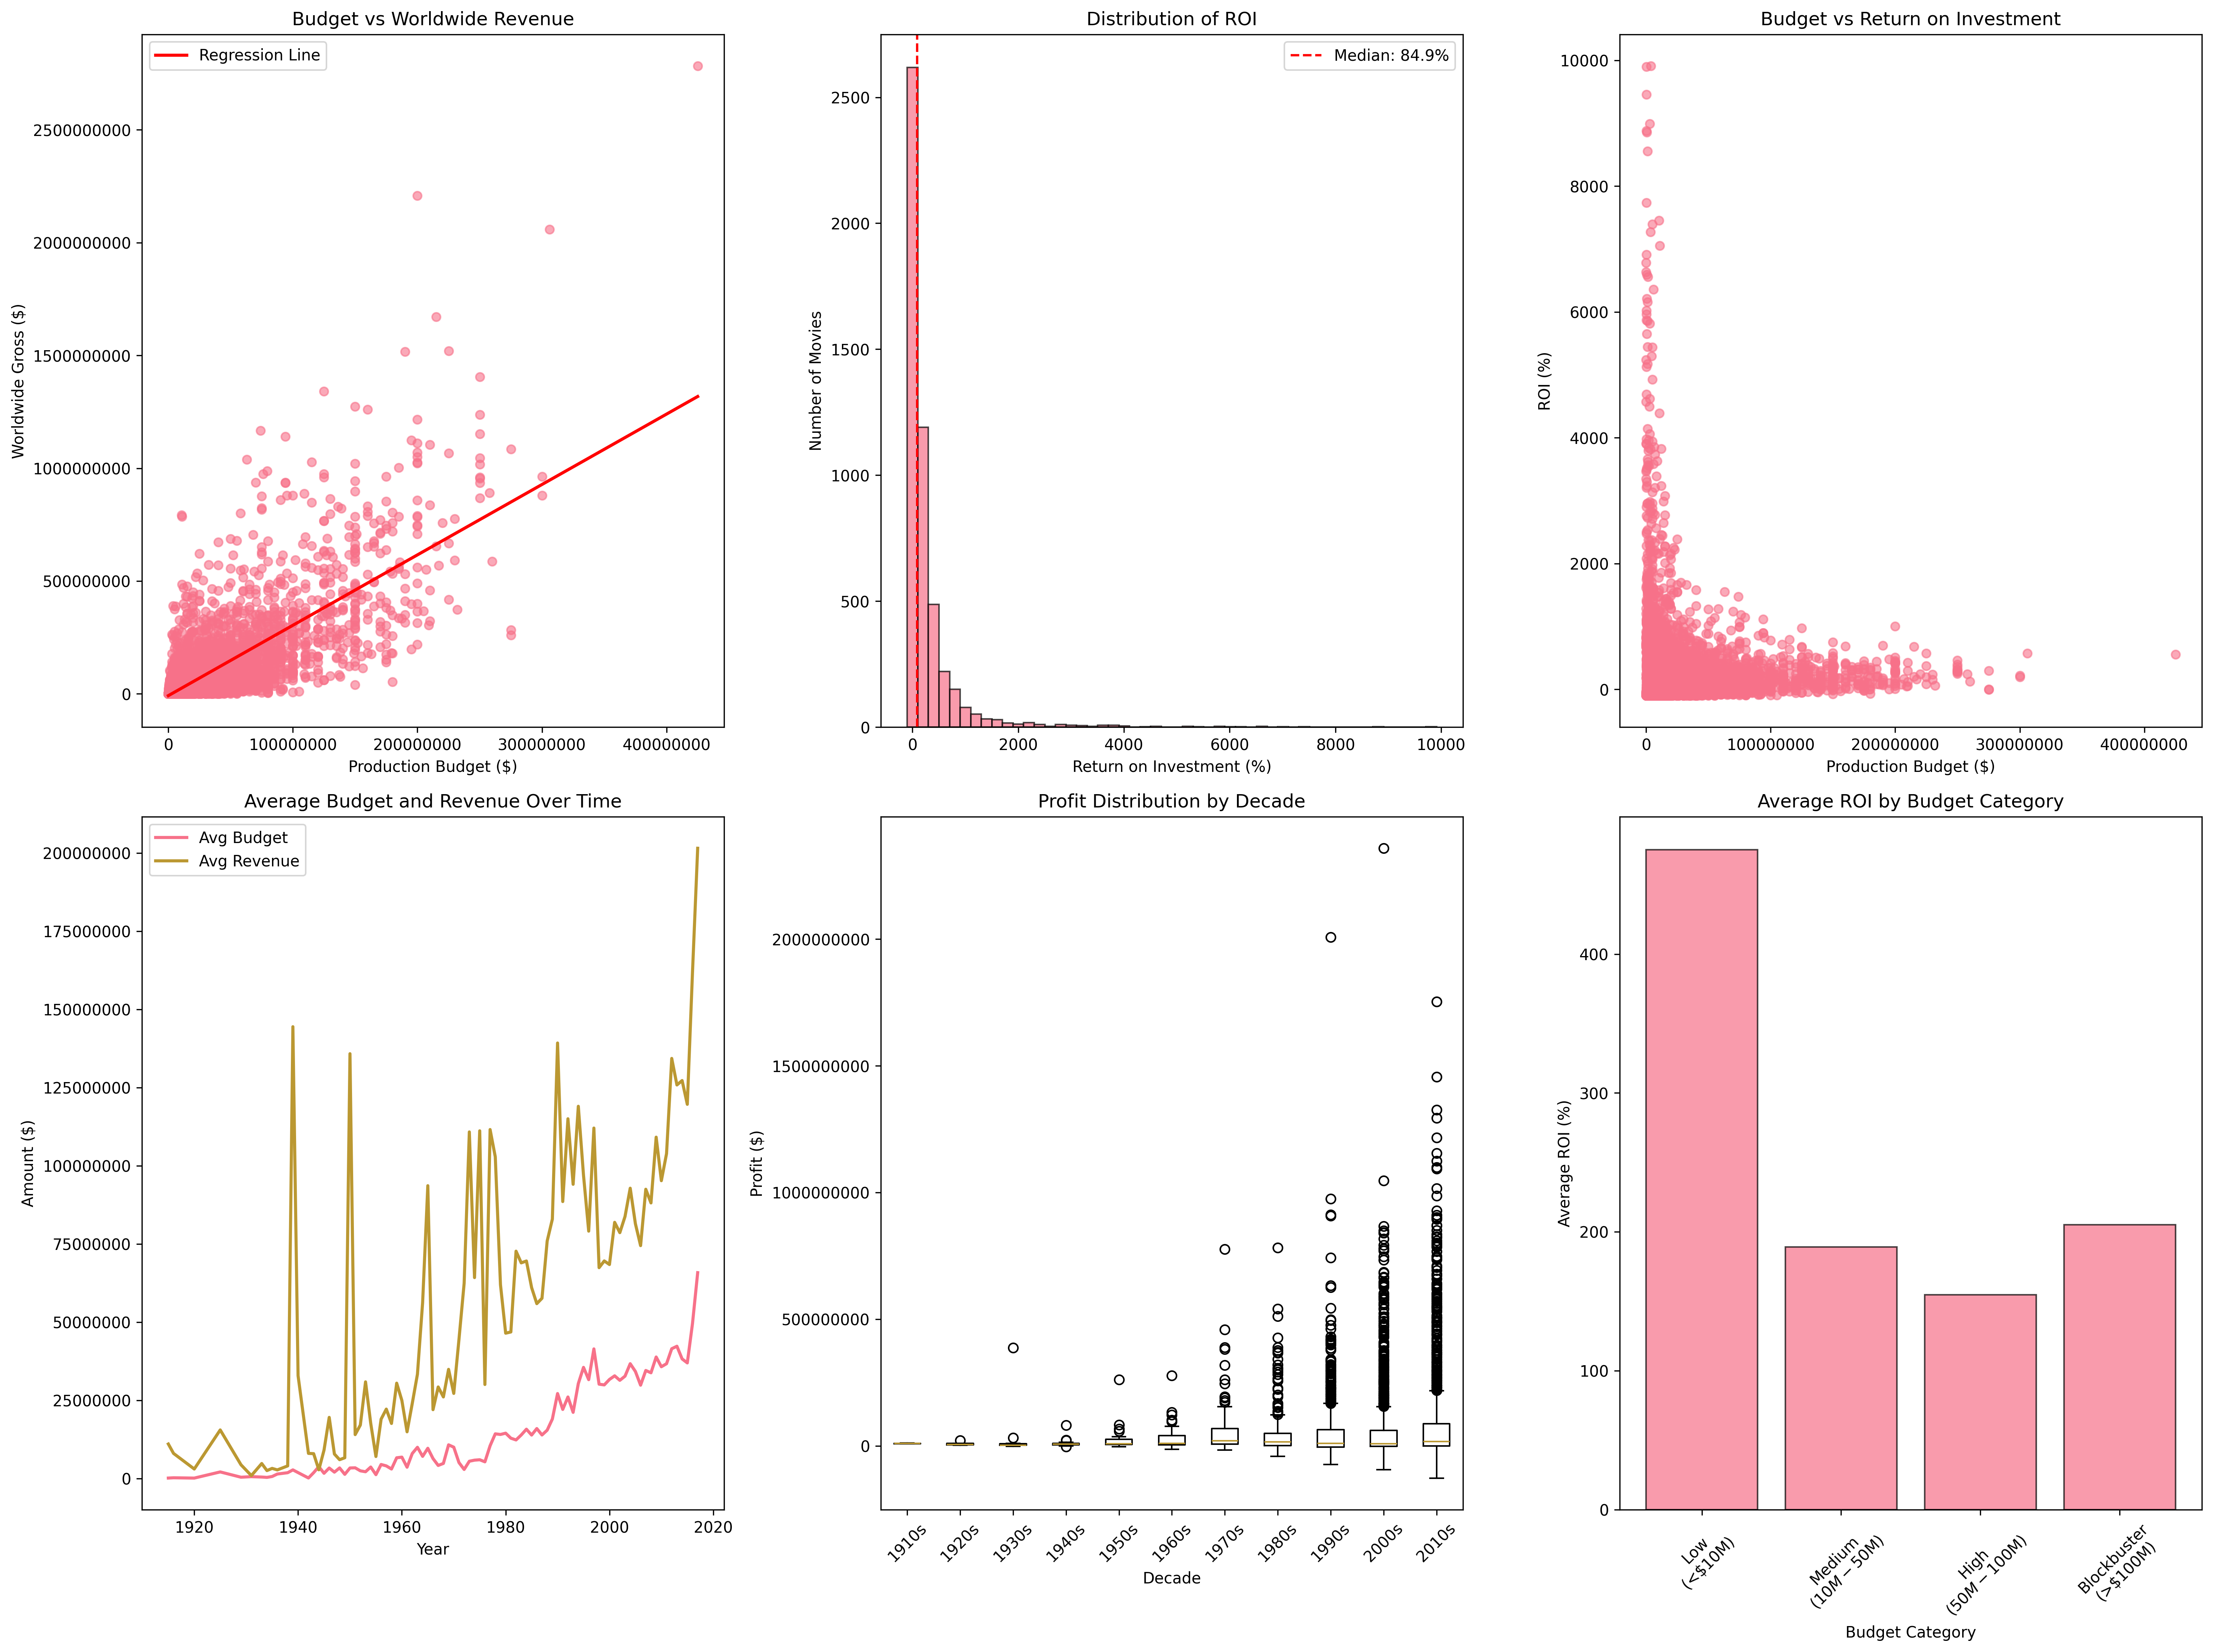 Budget vs Worldwide Revenue
Regression Line
Worldwide Gross ($)
2500000000
2000000000
1500000000
1000000000
500000000
0
0 100000000 200000000 300000000 400000000
Production Budget ($)
Distribution of ROI
Median: 84.9%
Number of Movies
2500
2000
1500
1000
500
0
0 2000 4000 6000 8000 10000
Return on Investment (%)
Budget vs Return on Investment
ROI (%)
10000
8000
6000
4000
2000
0
0 100000000 200000000 300000000 400000000
Production Budget ($)
Average Budget and Revenue Over Time
Avg Budget
Avg Revenue
Amount ($)
200000000
175000000
150000000
125000000
100000000
75000000
50000000
25000000
0
1920 1940 1960 1980 2000 2020
Year
Profit Distribution by Decade
Profit ($)
2000000000
1500000000
1000000000
500000000
0
1910s 1920s 1930s 1940s 1950s 1960s 1970s 1980s 1990s 2000s 2010s
Decade
Average ROI by Budget Category
Average ROI (%)
400
300
200
100
0
Low
(<$10M)
Medium
(10M − 50M)
High
(50M − 100M)
Blockbuster
(>$100M)
Budget Category